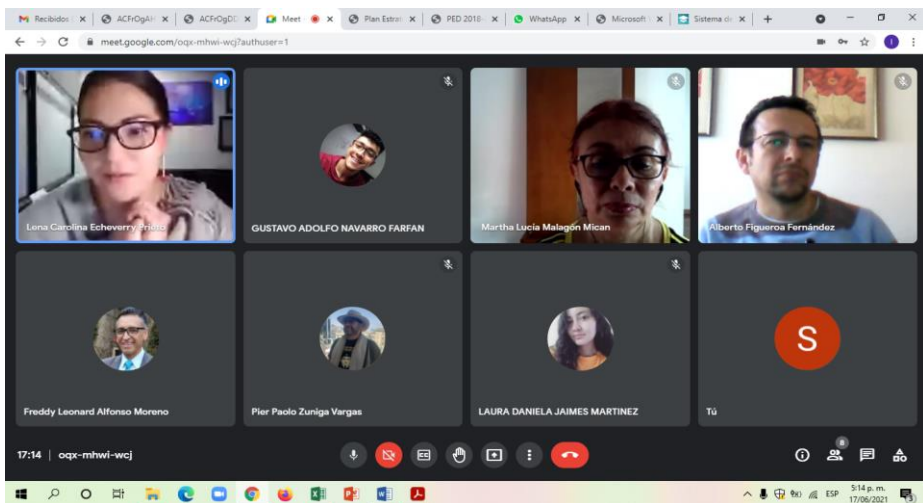 Recibidos
ACFrOgAH
ACFrOgDD
Meet
Plan Estrat
PED 2018-
WhatsApp
Microsoft
Sistema de
meet.google.com/oqx-mhwi-wcj?authuser=1
Lena Carolina Echeverry Prieto
GUSTAVO ADOLFO NAVARRO FARFAN
Martha Lucía Malagón Mican
Alberto Figueroa Fernández
Freddy Leonard Alfonso Moreno
Pier Paolo Zuniga Vargas
LAURA DANIELA JAIMES MARTINEZ
S
Tú
17:14 | oqx-mhwi-wcj
8
ESP
5:14 p. m.
17/06/2021